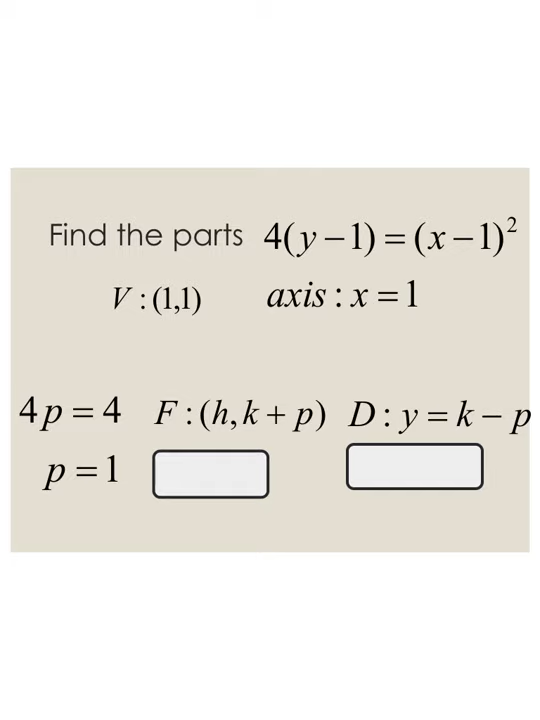 Find the parts 4(y − 1) = (x − 1)²
V : (1,1) axis : x = 1
4p = 4 F : (h, k + p) D : y = k − p
p = 1